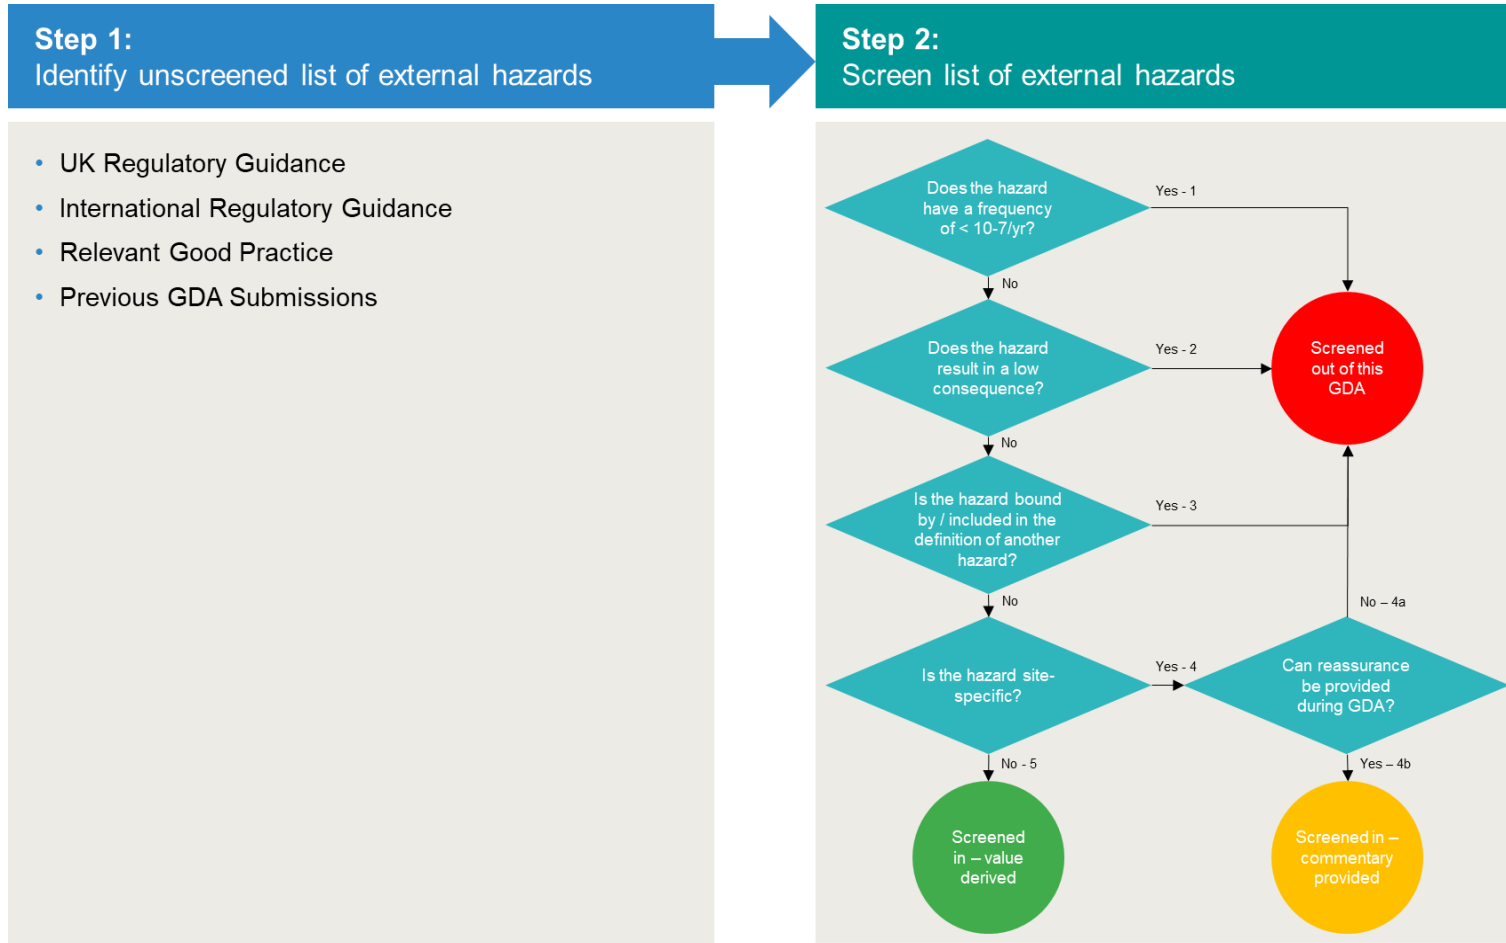 Step 1:
Identify unscreened list of external hazards
• UK Regulatory Guidance
• International Regulatory Guidance
• Relevant Good Practice
• Previous GDA Submissions
Step 2:
Screen list of external hazards
Does the hazard
have a frequency
of < 10-7/yr?
Yes - 1
No
Does the hazard
result in a low
consequence?
Yes - 2
Screened
out of this
GDA
No
Is the hazard bound
by / included in the
definition of another
hazard?
Yes - 3
No
No – 4a
Is the hazard site-
specific?
Yes - 4
Can reassurance
be provided
during GDA?
No - 5
Yes – 4b
Screened
in – value
derived
Screened in –
commentary
provided